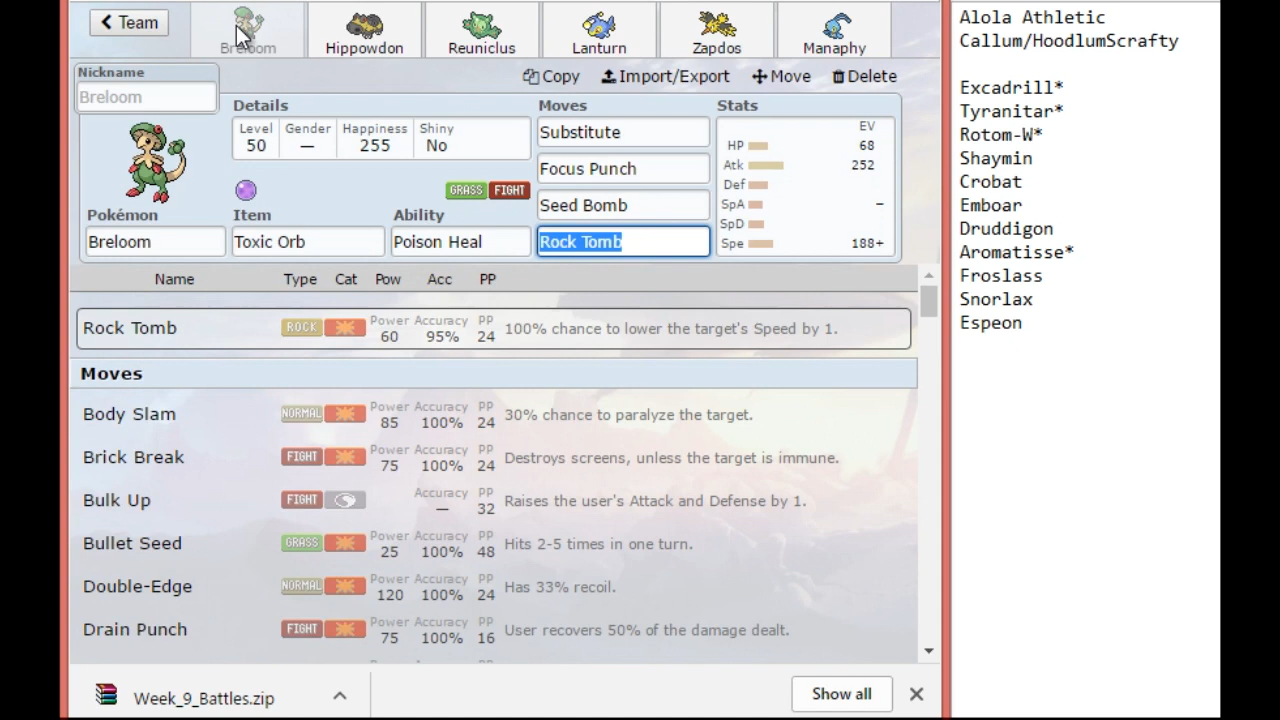 Team
Breloom
Hippowdon
Reuniclus
Lanturn
Zapdos
Manaphy
Nickname
Breloom
Copy
Import/Export
Move
Delete
Details
Level
50
Gender
—
Happiness
255
Shiny
No
GRASS FIGHT
Pokémon
Breloom
Item
Toxic Orb
Ability
Poison Heal
Moves
Substitute
Focus Punch
Seed Bomb
Rock Tomb
Stats
EV
HP 68
Atk 252
Def
SpA –
SpD
Spe 188+
Name Type Cat Pow Acc PP
Rock Tomb ROCK Power 60 Accuracy 95% PP 24 100% chance to lower the target's Speed by 1.
Moves
Body Slam NORMAL Power 85 Accuracy 100% PP 24 30% chance to paralyze the target.
Brick Break FIGHT Power 75 Accuracy 100% PP 24 Destroys screens, unless the target is immune.
Bulk Up FIGHT Accuracy — PP 32 Raises the user's Attack and Defense by 1.
Bullet Seed GRASS Power 25 Accuracy 100% PP 48 Hits 2-5 times in one turn.
Double-Edge NORMAL Power 120 Accuracy 100% PP 24 Has 33% recoil.
Drain Punch FIGHT Power 75 Accuracy 100% PP 16 User recovers 50% of the damage dealt.
Week_9_Battles.zip
Show all
Alola Athletic
Callum/HoodlumScrafty
Excadrill*
Tyranitar*
Rotom-W*
Shaymin
Crobat
Emboar
Druddigon
Aromatisse*
Froslass
Snorlax
Espeon